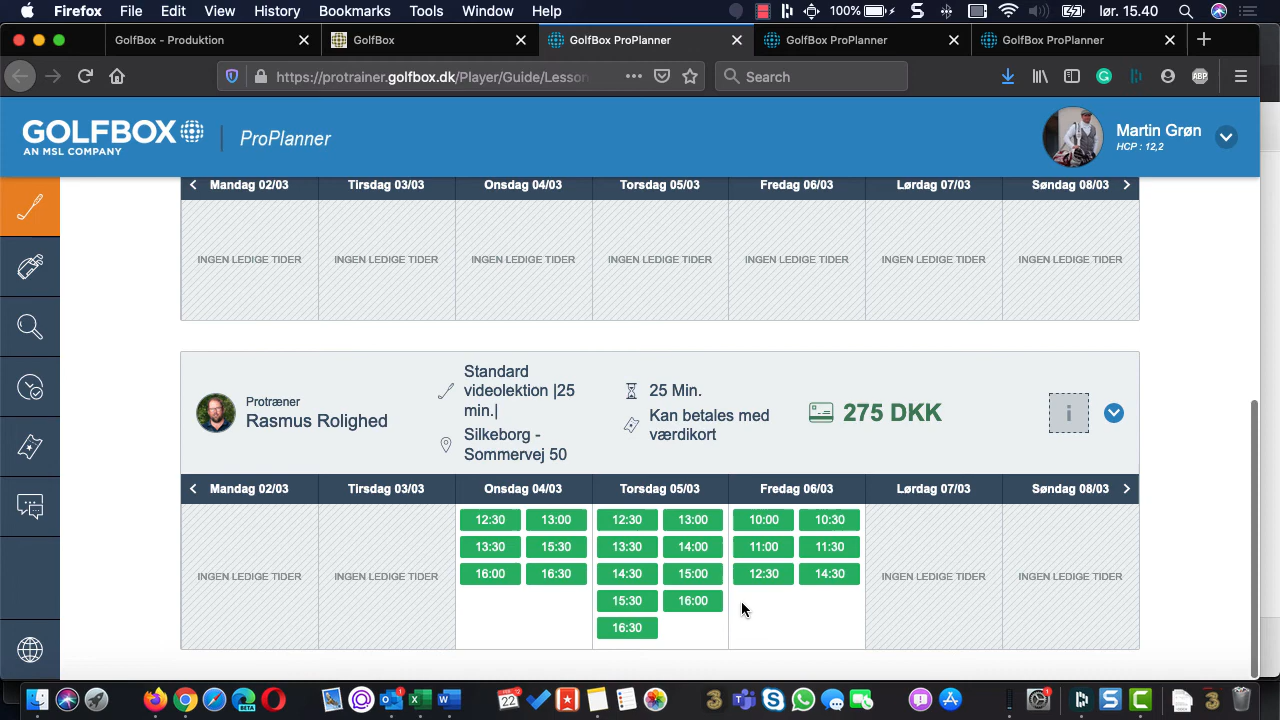 Firefox File Edit View History Bookmarks Tools Window Help 100% lør. 15.40
GolfBox - Produktion GolfBox GolfBox ProPlanner GolfBox ProPlanner GolfBox ProPlanner
https://protrainer.golfbox.dk/Player/Guide/Lesson Search ABP
GOLFBOX ProPlanner
AN MSL COMPANY
Martin Grøn
HCP : 12,2
Mandag 02/03 Tirsdag 03/03 Onsdag 04/03 Torsdag 05/03 Fredag 06/03 Lørdag 07/03 Søndag 08/03
INGEN LEDIGE TIDER INGEN LEDIGE TIDER INGEN LEDIGE TIDER INGEN LEDIGE TIDER INGEN LEDIGE TIDER INGEN LEDIGE TIDER INGEN LEDIGE TIDER
Protræner
Rasmus Rolighed
Standard
videolektion |25
min.|
Silkeborg -
Sommervej 50
25 Min.
Kan betales med
værdikort
275 DKK
i
Mandag 02/03 Tirsdag 03/03 Onsdag 04/03 Torsdag 05/03 Fredag 06/03 Lørdag 07/03 Søndag 08/03
12:30 13:00 12:30 13:00 10:00 10:30
13:30 15:30 13:30 14:00 11:00 11:30
INGEN LEDIGE TIDER INGEN LEDIGE TIDER 16:00 16:30 14:30 15:00 12:30 14:30 INGEN LEDIGE TIDER INGEN LEDIGE TIDER
15:30 16:00
16:30